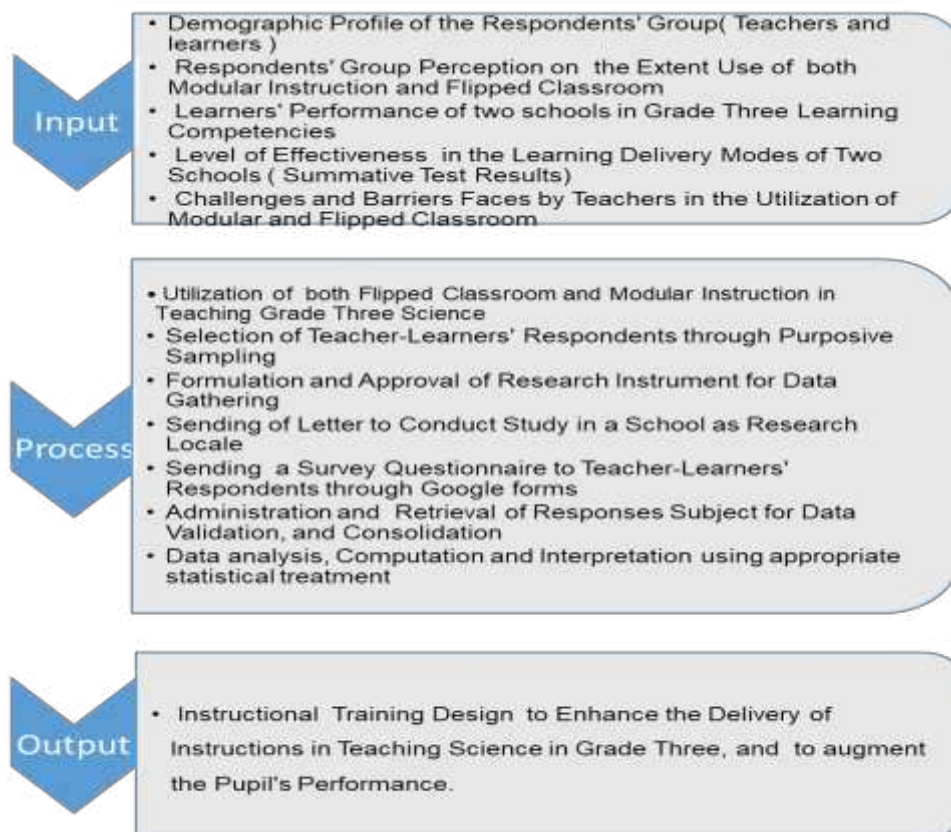 Input
• Demographic Profile of the Respondents' Group( Teachers and
learners )
• Respondents' Group Perception on the Extent Use of both
Modular Instruction and Flipped Classroom
• Learners' Performance of two schools in Grade Three Learning
Competencies
• Level of Effectiveness in the Learning Delivery Modes of Two
Schools ( Summative Test Results)
• Challenges and Barriers Faces by Teachers in the Utilization of
Modular and Flipped Classroom
Process
• Utilization of both Flipped Classroom and Modular Instruction in
Teaching Grade Three Science
• Selection of Teacher-Learners' Respondents through Purposive
Sampling
• Formulation and Approval of Research Instrument for Data
Gathering
• Sending of Letter to Conduct Study in a School as Research
Locale
• Sending a Survey Questionnaire to Teacher-Learners'
Respondents through Google forms
• Administration and Retrieval of Responses Subject for Data
Validation, and Consolidation
• Data analysis, Computation and Interpretation using appropriate
statistical treatment
Output
• Instructional Training Design to Enhance the Delivery of
Instructions in Teaching Science in Grade Three, and to augment
the Pupil's Performance.